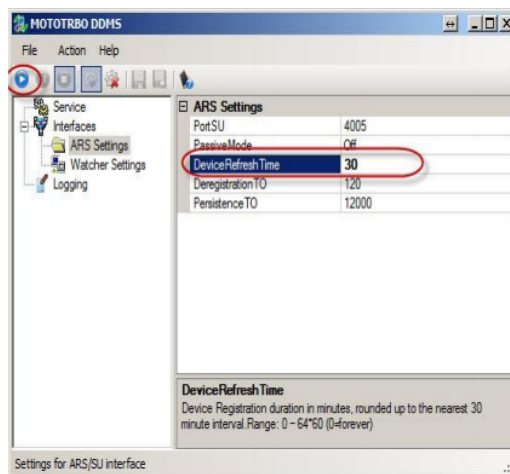 MOTOTRBO DDMS
File Action Help
Service
Interfaces
ARS Settings
Watcher Settings
Logging
ARS Settings
PortSU 4005
PassiveMode Off
DeviceRefreshTime 30
DeregistrationTO 120
PersistenceTO 12000
DeviceRefreshTime
Device Registration duration in minutes, rounded up to the nearest 30
minute interval.Range: 0 – 64*60 (0=forever)
Settings for ARS/SU interface